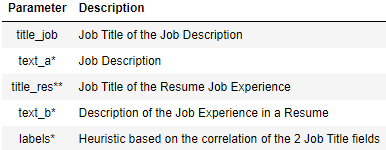 Parameter Description
title_job Job Title of the Job Description
text_a* Job Description
title_res** Job Title of the Resume Job Experience
text_b* Description of the Job Experience in a Resume
labels* Heuristic based on the correlation of the 2 Job Title fields